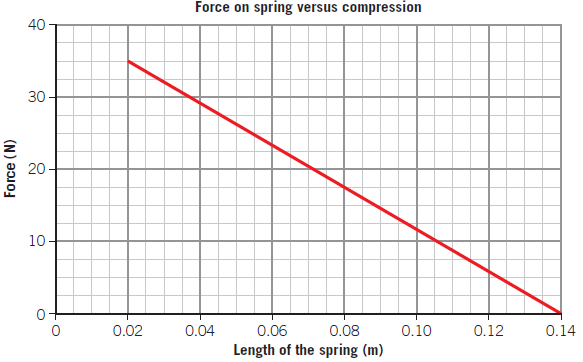 Force on spring versus compression
40
30
20
10
0
Force (N)
0 0.02 0.04 0.06 0.08 0.10 0.12 0.14
Length of the spring (m)